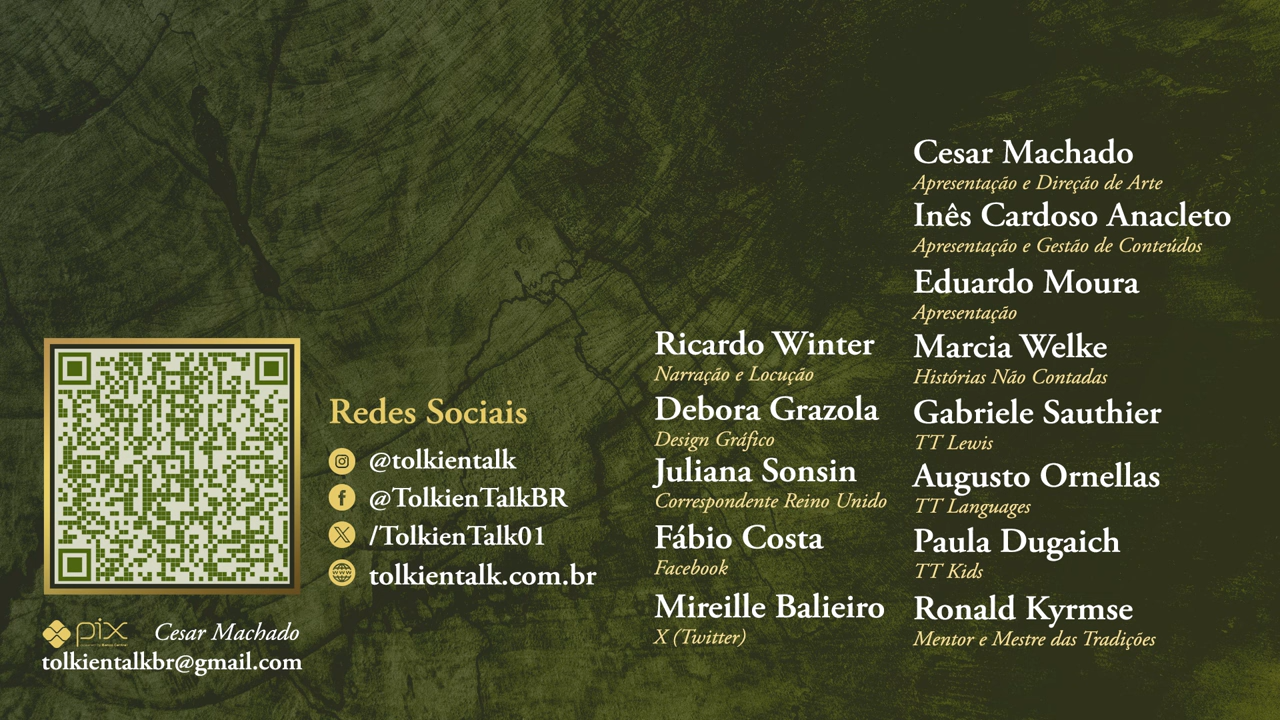 pix
Cesar Machado
tolkientalkbr@gmail.com
Redes Sociais
@tolkientalk
@TolkienTalkBR
/TolkienTalk01
tolkientalk.com.br
Ricardo Winter
Narração e Locução
Debora Grazola
Design Gráfico
Juliana Sonsin
Correspondente Reino Unido
Fábio Costa
Facebook
Mireille Balieiro
X (Twitter)
Cesar Machado
Apresentação e Direção de Arte
Inês Cardoso Anacleto
Apresentação e Gestão de Conteúdos
Eduardo Moura
Apresentação
Marcia Welke
Histórias Não Contadas
Gabriele Sauthier
TT Lewis
Augusto Ornellas
TT Languages
Paula Dugaich
TT Kids
Ronald Kyrmse
Mentor e Mestre das Tradições